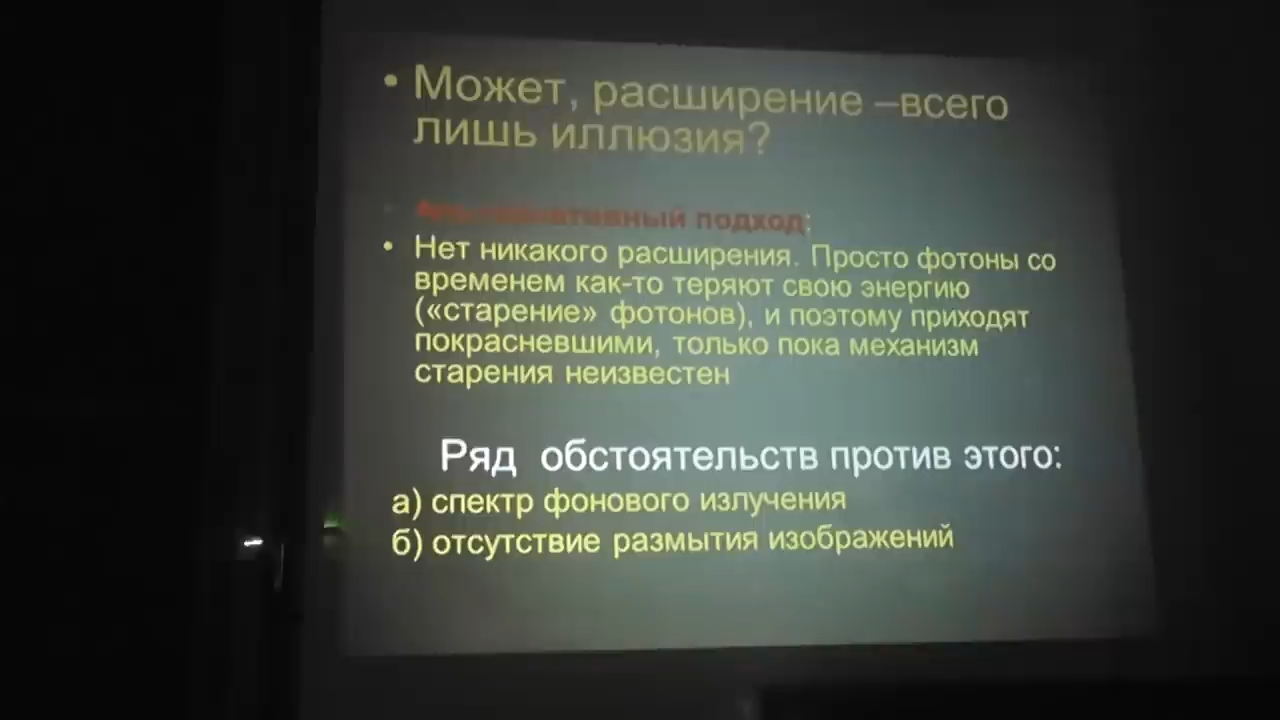 • Может, расширение –всего
лишь иллюзия?
• Альтернативный подход:
• Нет никакого расширения. Просто фотоны со
временем как-то теряют свою энергию
(«старение» фотонов), и поэтому приходят
покрасневшими, только пока механизм
старения неизвестен
Ряд обстоятельств против этого:
а) спектр фонового излучения
б) отсутствие размытия изображений